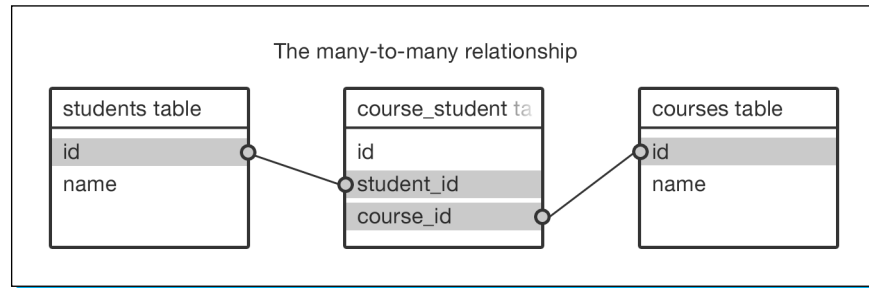 The many-to-many relationship
students table
id
name
course_student ta
id
student_id
course_id
courses table
id
name